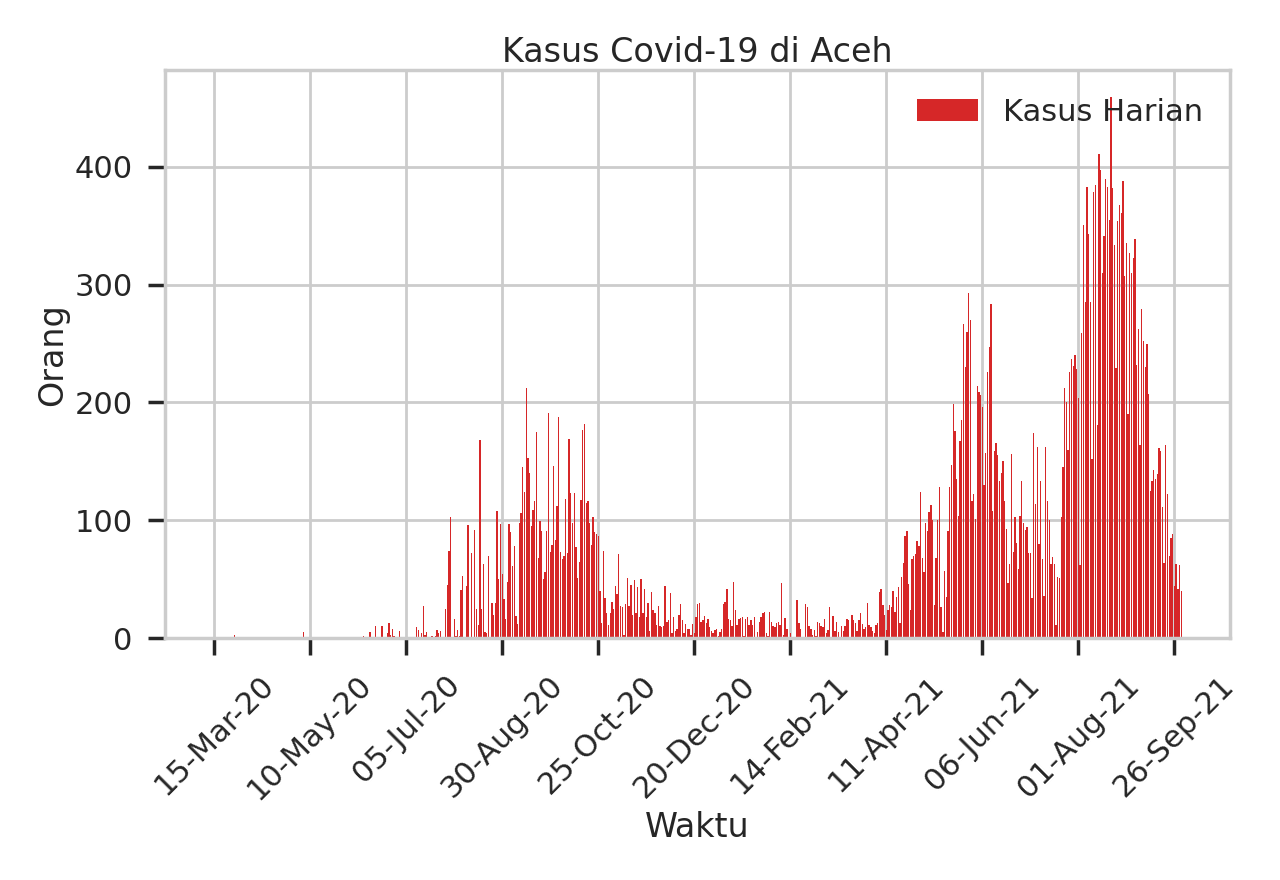 Kasus Covid-19 di Aceh
Kasus Harian
Orang
400
300
200
100
0
15-Mar-20
10-May-20
05-Jul-20
30-Aug-20
25-Oct-20
20-Dec-20
14-Feb-21
11-Apr-21
06-Jun-21
01-Aug-21
26-Sep-21
Waktu